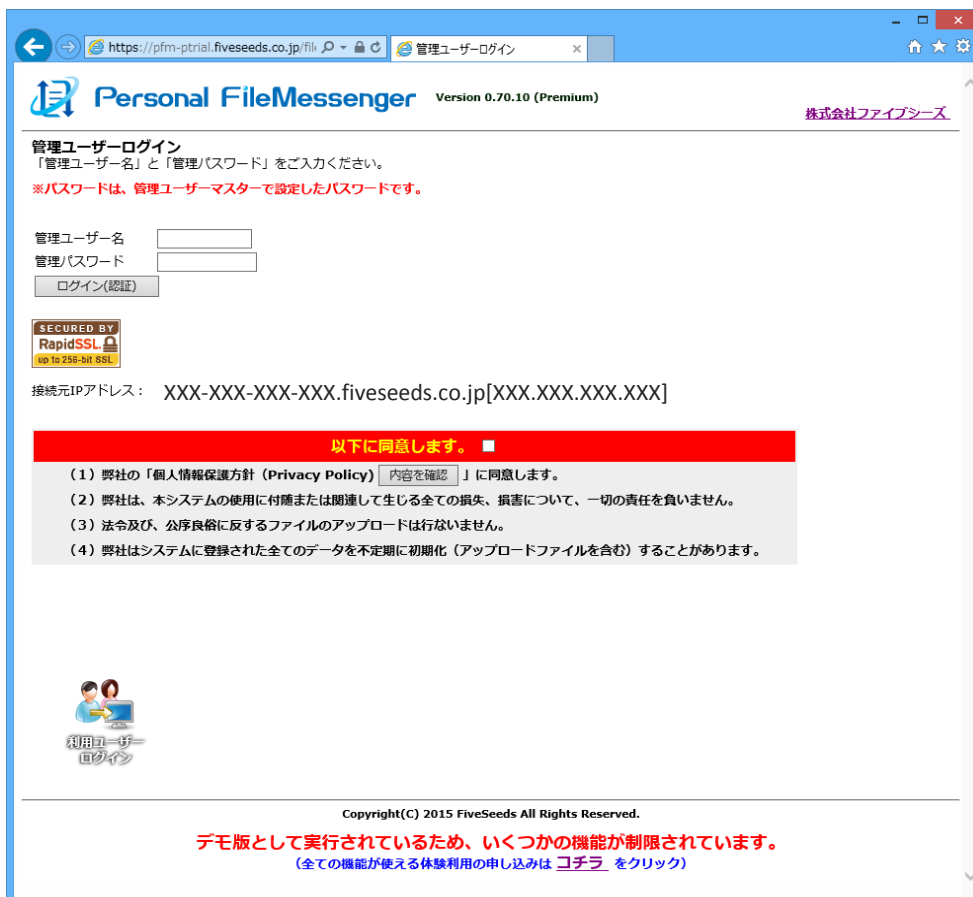 https://pfm-ptrial.fiveseeds.co.jp/fil 管理ユーザーログイン
Personal FileMessenger Version 0.70.10 (Premium)
株式会社ファイブシーズ
管理ユーザーログイン
「管理ユーザー名」と「管理パスワード」をご入力ください。
※パスワードは、管理ユーザーマスターで設定したパスワードです。
管理ユーザー名
管理パスワード
ログイン(認証)
SECURED BY
RapidSSL
up to 256-bit SSL
接続元IPアドレス： XXX-XXX-XXX-XXX.fiveseeds.co.jp[XXX.XXX.XXX.XXX]
以下に同意します。
（1）弊社の「個人情報保護方針（Privacy Policy) 内容を確認 」に同意します。
（2）弊社は、本システムの使用に付随または関連して生じる全ての損失、損害について、一切の責任を負いません。
（3）法令及び、公序良俗に反するファイルのアップロードは行ないません。
（4）弊社はシステムに登録された全てのデータを不定期に初期化（アップロードファイルを含む）することがあります。
利用ユーザー
ログイン
Copyright(C) 2015 FiveSeeds All Rights Reserved.
デモ版として実行されているため、いくつかの機能が制限されています。
（全ての機能が使える体験利用の申し込みは コチラ をクリック）